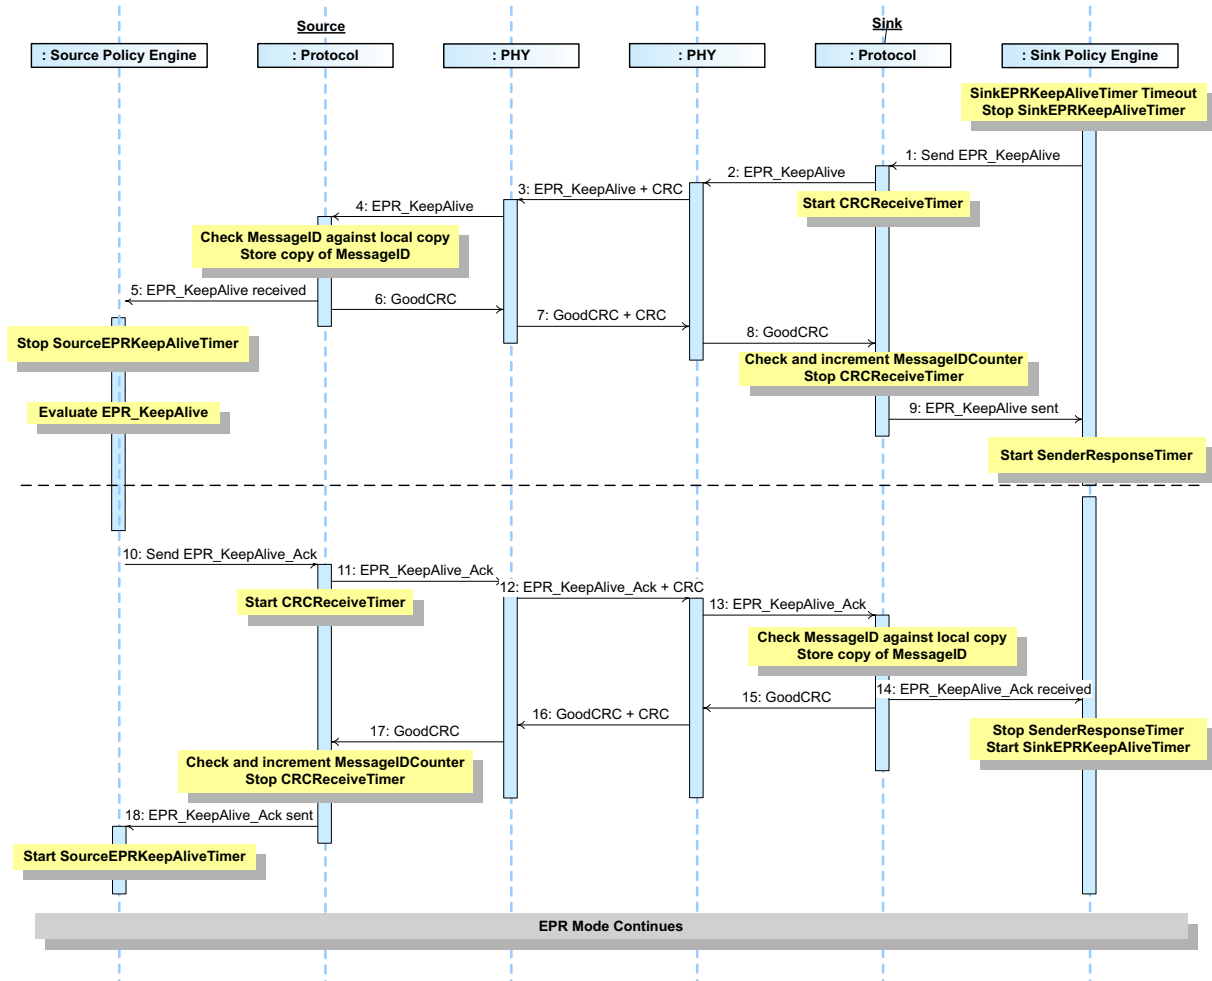 Source
Sink
: Source Policy Engine
: Protocol
: PHY
: PHY
: Protocol
: Sink Policy Engine
SinkEPRKeepAliveTimer Timeout
Stop SinkEPRKeepAliveTimer
1: Send EPR_KeepAlive
2: EPR_KeepAlive
3: EPR_KeepAlive + CRC
Start CRCReceiveTimer
4: EPR_KeepAlive
Check MessageID against local copy
Store copy of MessageID
5: EPR_KeepAlive received
6: GoodCRC
7: GoodCRC + CRC
8: GoodCRC
Stop SourceEPRKeepAliveTimer
Check and increment MessageIDCounter
Stop CRCReceiveTimer
Evaluate EPR_KeepAlive
9: EPR_KeepAlive sent
Start SenderResponseTimer
10: Send EPR_KeepAlive_Ack
11: EPR_KeepAlive_Ack
12: EPR_KeepAlive_Ack + CRC
Start CRCReceiveTimer
13: EPR_KeepAlive_Ack
Check MessageID against local copy
Store copy of MessageID
14: EPR_KeepAlive_Ack received
15: GoodCRC
16: GoodCRC + CRC
17: GoodCRC
Stop SenderResponseTimer
Start SinkEPRKeepAliveTimer
Check and increment MessageIDCounter
Stop CRCReceiveTimer
18: EPR_KeepAlive_Ack sent
Start SourceEPRKeepAliveTimer
EPR Mode Continues